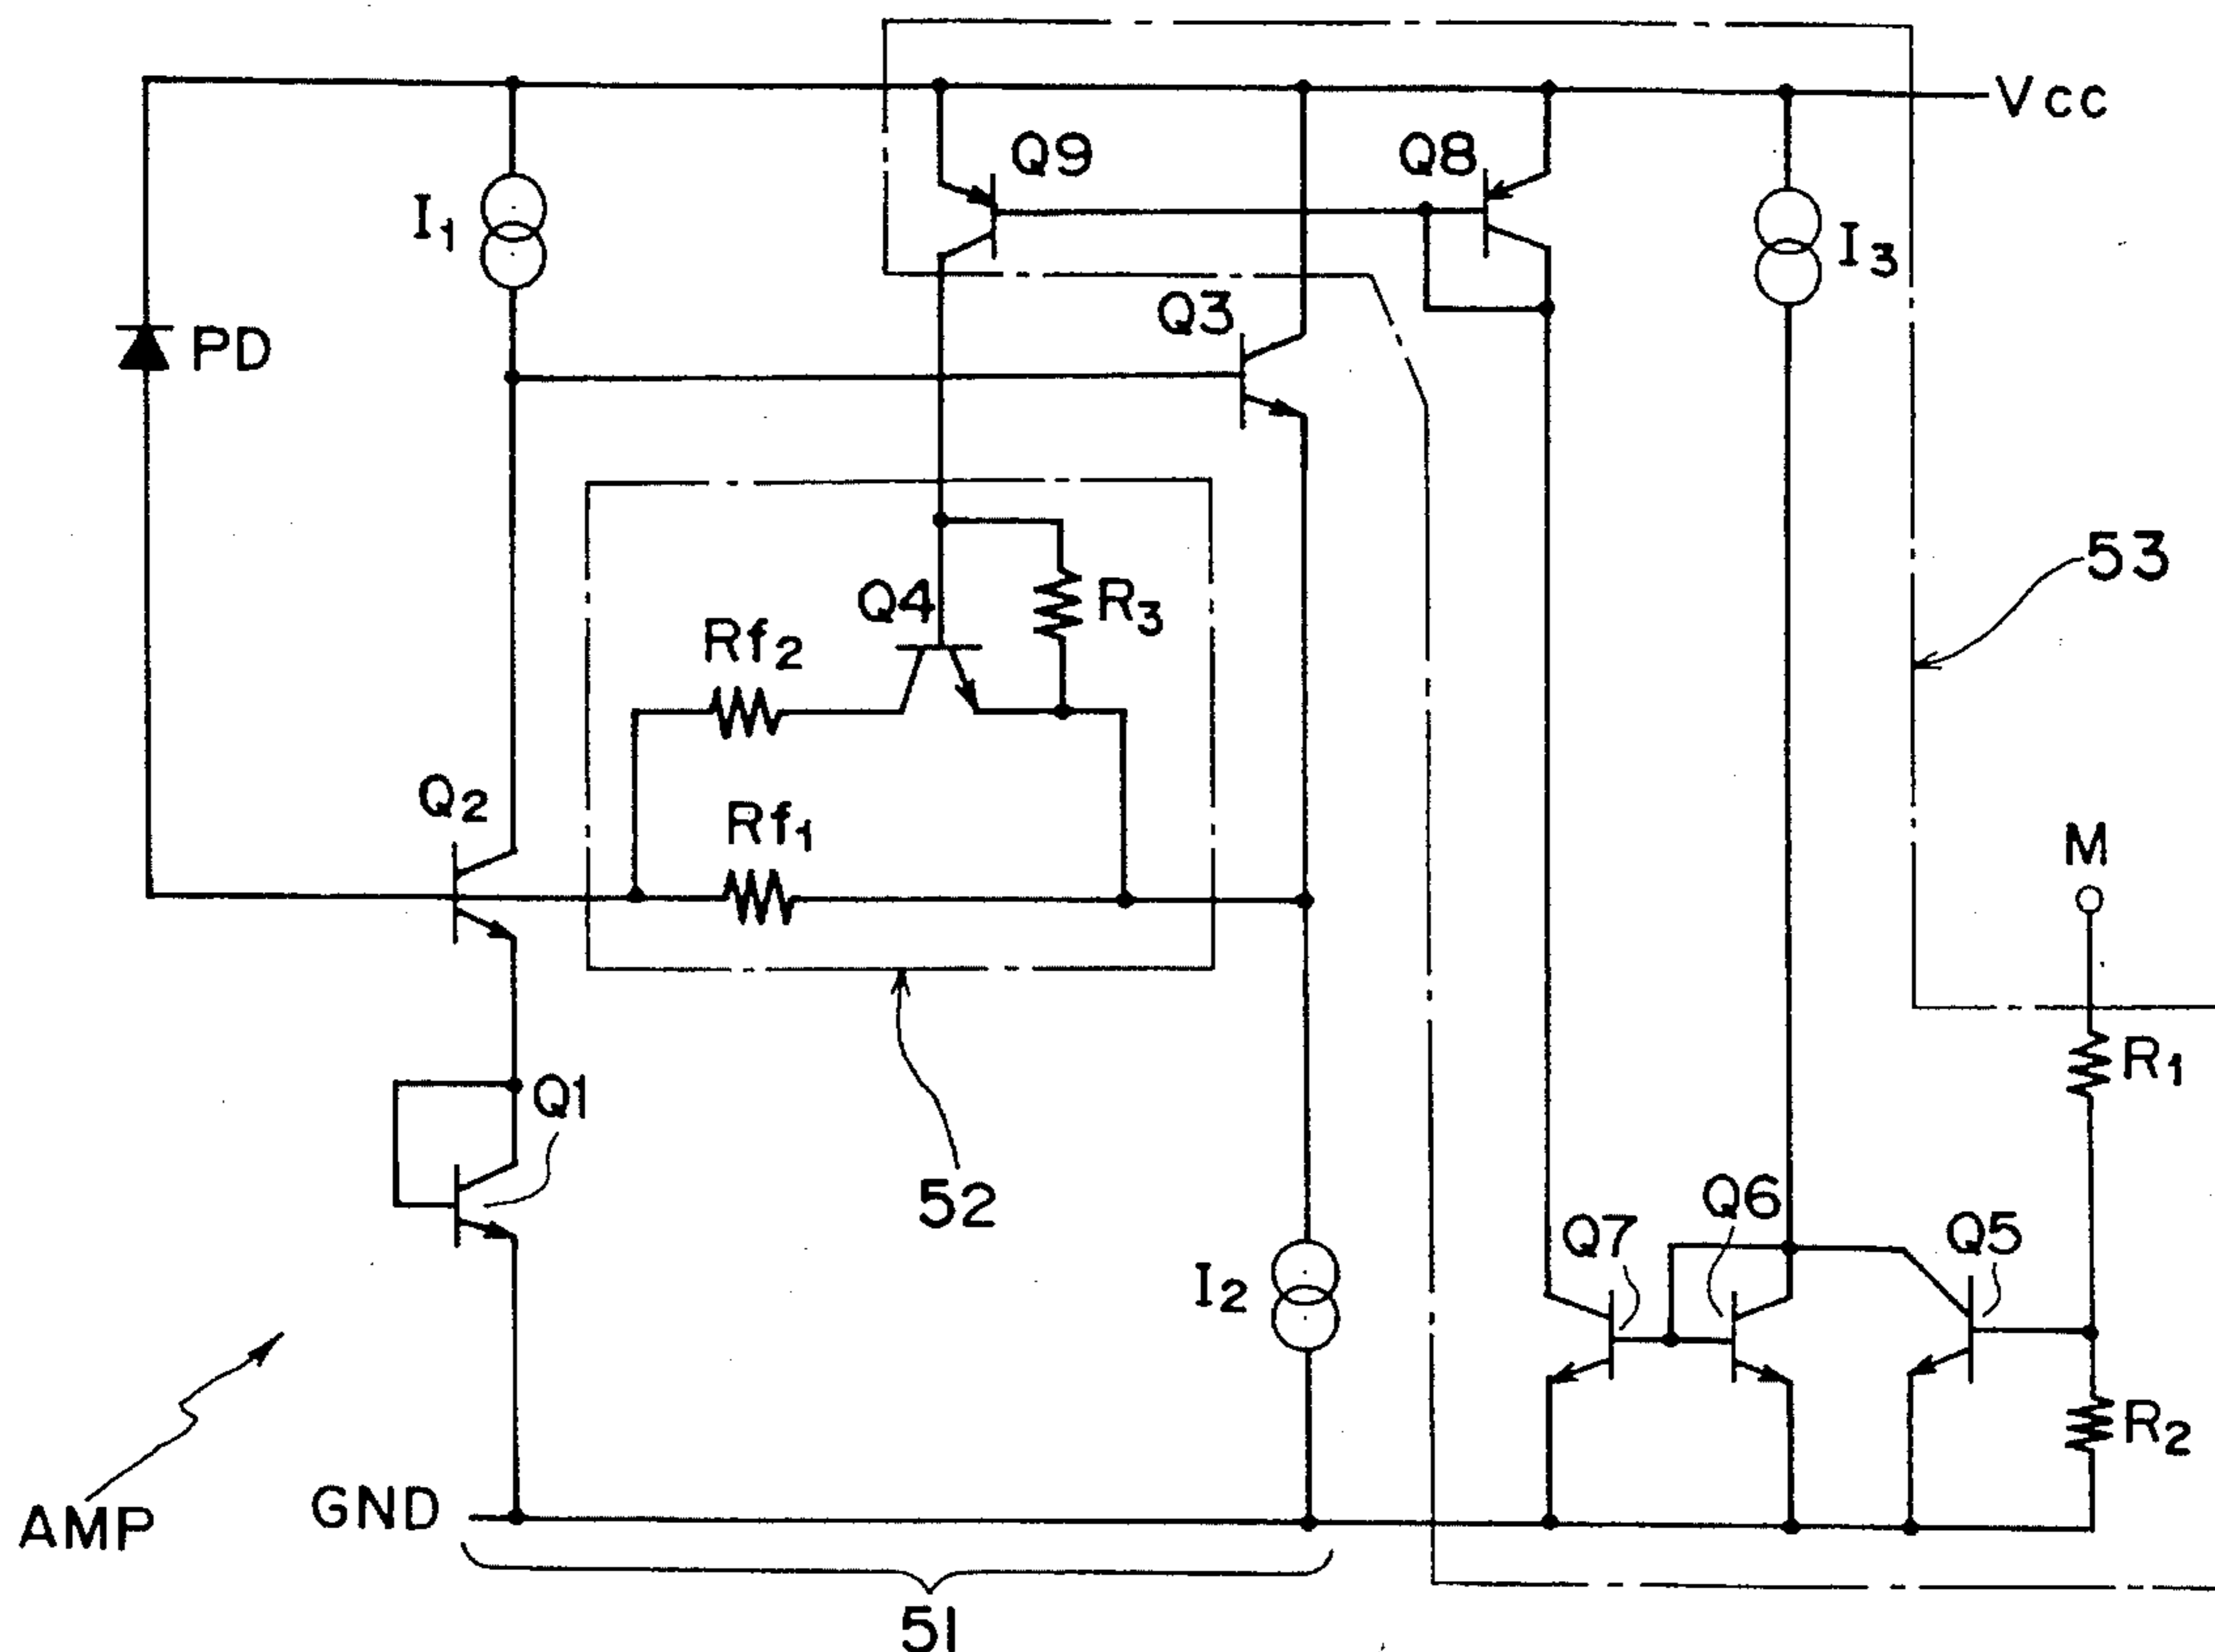 Vcc
Q9
Q8
I1
I3
Q3
PD
53
Q4
R3
Rf2
Q2
Rf1
M
R1
Q1
52
Q6
Q7
Q5
I2
R2
GND
AMP
51